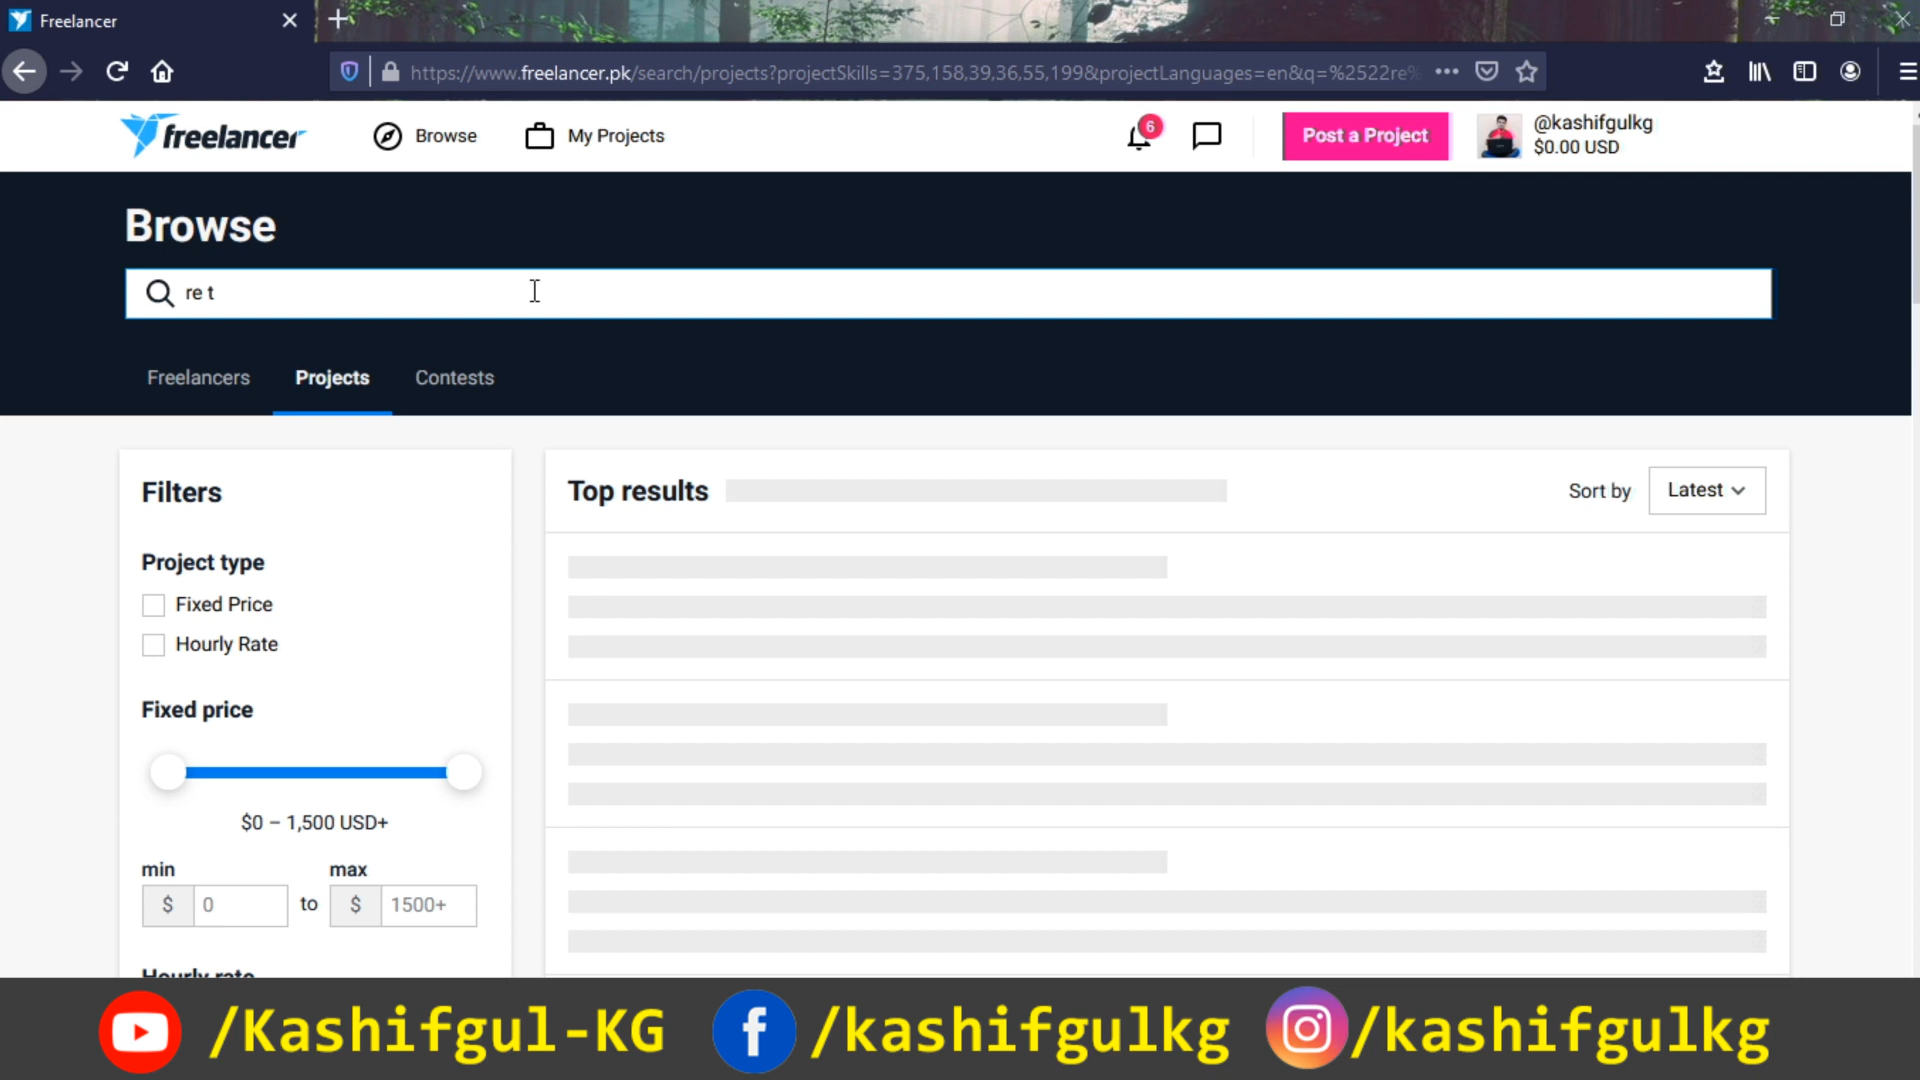 Freelancer
https://www.freelancer.pk/search/projects?projectSkills=375,158,39,36,55,199&projectLanguages=en&q=%2522re%
freelancer
Browse
My Projects
6
Post a Project
@kashifgulkg
$0.00 USD
Browse
re t
Freelancers
Projects
Contests
Filters
Project type
Fixed Price
Hourly Rate
Fixed price
$0 – 1,500 USD+
min
max
$ 0 to $ 1500+
Hourly rate
Top results
Sort by
Latest
/Kashifgul-KG /kashifgulkg /kashifgulkg